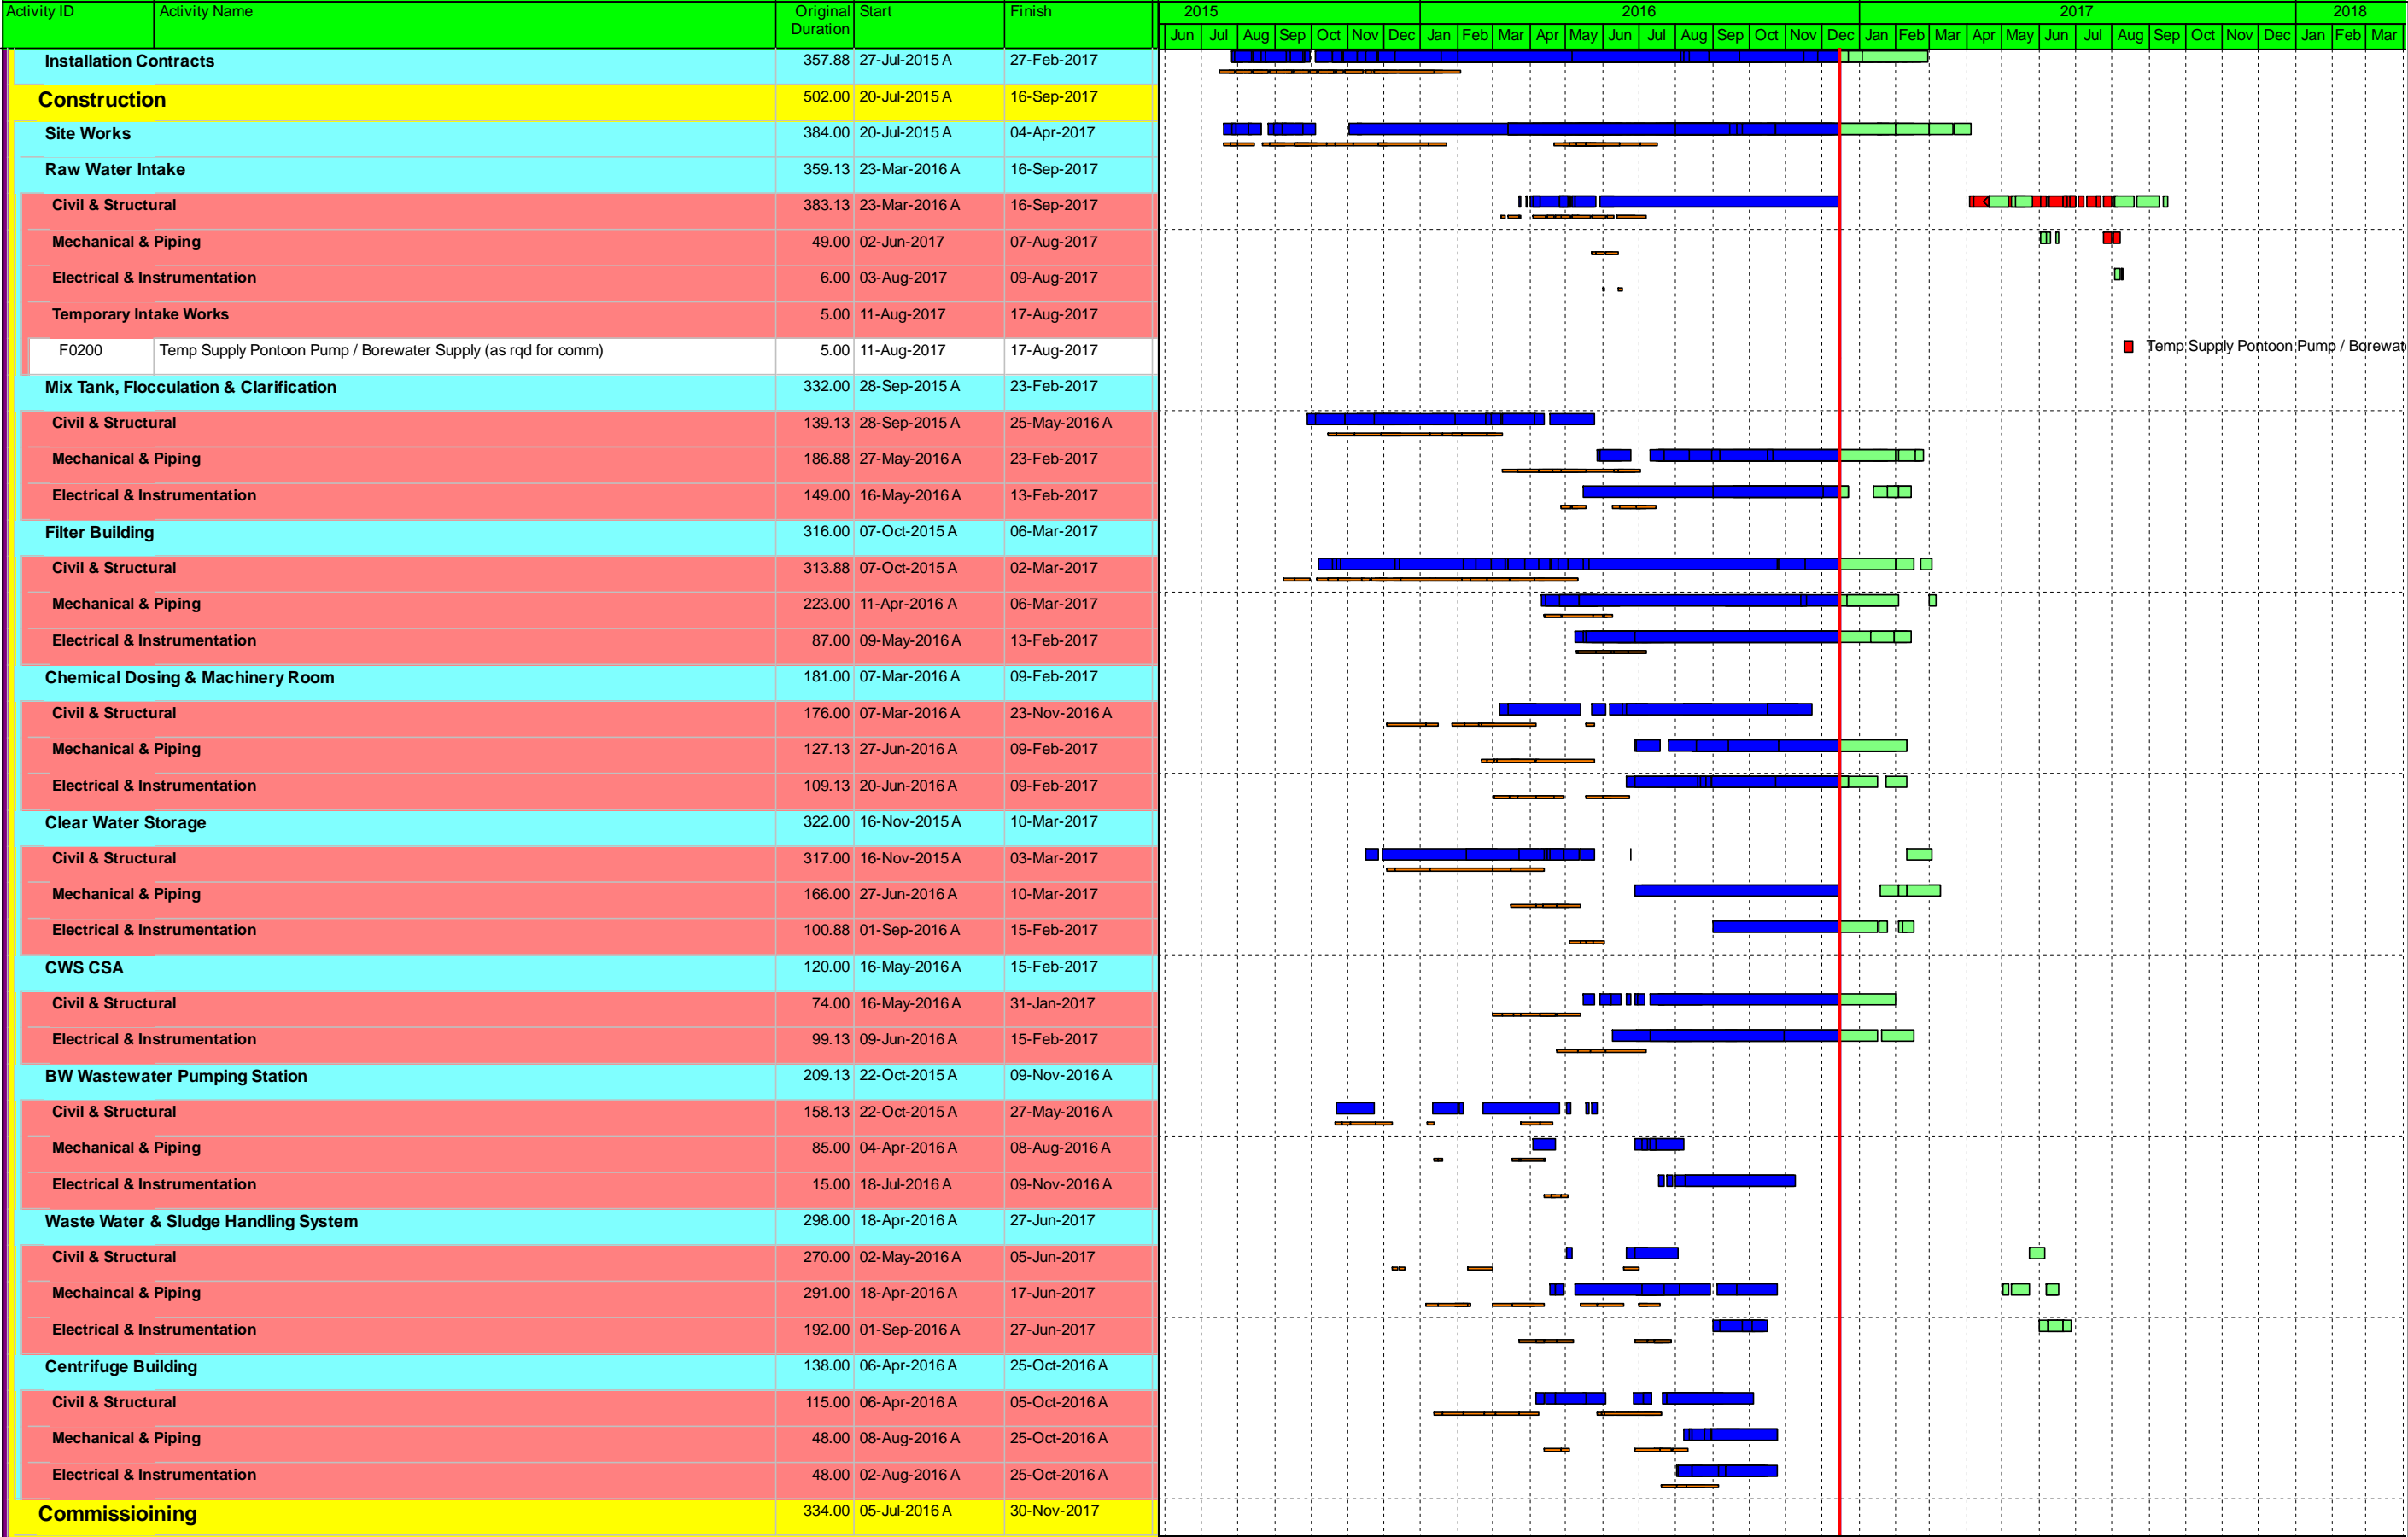 Activity ID Activity Name Original Start Finish 2015 2016 2017 2018
Duration Jun Jul Aug Sep Oct Nov Dec Jan Feb Mar Apr May Jun Jul Aug Sep Oct Nov Dec Jan Feb Mar Apr May Jun Jul Aug Sep Oct Nov Dec Jan Feb Mar
Installation Contracts 357.88 27-Jul-2015 A 27-Feb-2017
Construction 502.00 20-Jul-2015 A 16-Sep-2017
Site Works 384.00 20-Jul-2015 A 04-Apr-2017
Raw Water Intake 359.13 23-Mar-2016 A 16-Sep-2017
Civil & Structural 383.13 23-Mar-2016 A 16-Sep-2017
Mechanical & Piping 49.00 02-Jun-2017 07-Aug-2017
Electrical & Instrumentation 6.00 03-Aug-2017 09-Aug-2017
Temporary Intake Works 5.00 11-Aug-2017 17-Aug-2017
F0200 Temp Supply Pontoon Pump / Borewater Supply (as rqd for comm) 5.00 11-Aug-2017 17-Aug-2017 Temp Supply Pontoon Pump / Borewat
Mix Tank, Flocculation & Clarification 332.00 28-Sep-2015 A 23-Feb-2017
Civil & Structural 139.13 28-Sep-2015 A 25-May-2016 A
Mechanical & Piping 186.88 27-May-2016 A 23-Feb-2017
Electrical & Instrumentation 149.00 16-May-2016 A 13-Feb-2017
Filter Building 316.00 07-Oct-2015 A 06-Mar-2017
Civil & Structural 313.88 07-Oct-2015 A 02-Mar-2017
Mechanical & Piping 223.00 11-Apr-2016 A 06-Mar-2017
Electrical & Instrumentation 87.00 09-May-2016 A 13-Feb-2017
Chemical Dosing & Machinery Room 181.00 07-Mar-2016 A 09-Feb-2017
Civil & Structural 176.00 07-Mar-2016 A 23-Nov-2016 A
Mechanical & Piping 127.13 27-Jun-2016 A 09-Feb-2017
Electrical & Instrumentation 109.13 20-Jun-2016 A 09-Feb-2017
Clear Water Storage 322.00 16-Nov-2015 A 10-Mar-2017
Civil & Structural 317.00 16-Nov-2015 A 03-Mar-2017
Mechanical & Piping 166.00 27-Jun-2016 A 10-Mar-2017
Electrical & Instrumentation 100.88 01-Sep-2016 A 15-Feb-2017
CWS CSA 120.00 16-May-2016 A 15-Feb-2017
Civil & Structural 74.00 16-May-2016 A 31-Jan-2017
Electrical & Instrumentation 99.13 09-Jun-2016 A 15-Feb-2017
BW Wastewater Pumping Station 209.13 22-Oct-2015 A 09-Nov-2016 A
Civil & Structural 158.13 22-Oct-2015 A 27-May-2016 A
Mechanical & Piping 85.00 04-Apr-2016 A 08-Aug-2016 A
Electrical & Instrumentation 15.00 18-Jul-2016 A 09-Nov-2016 A
Waste Water & Sludge Handling System 298.00 18-Apr-2016 A 27-Jun-2017
Civil & Structural 270.00 02-May-2016 A 05-Jun-2017
Mechaincal & Piping 291.00 18-Apr-2016 A 17-Jun-2017
Electrical & Instrumentation 192.00 01-Sep-2016 A 27-Jun-2017
Centrifuge Building 138.00 06-Apr-2016 A 25-Oct-2016 A
Civil & Structural 115.00 06-Apr-2016 A 05-Oct-2016 A
Mechanical & Piping 48.00 08-Aug-2016 A 25-Oct-2016 A
Electrical & Instrumentation 48.00 02-Aug-2016 A 25-Oct-2016 A
Commissioining 334.00 05-Jul-2016 A 30-Nov-2017